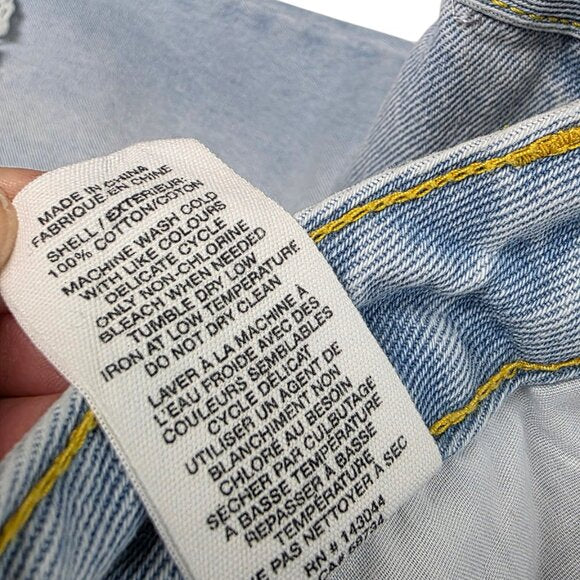 MADE IN CHINA
FABRIQUE EN CHINE
SHELL / EXTÉRIEUR:
100% COTTON/COTON
MACHINE WASH COLD
WITH LIKE COLOURS
DELICATE CYCLE
ONLY NON-CHLORINE
BLEACH WHEN NEEDED
TUMBLE DRY LOW
IRON AT LOW TEMPERATURE
DO NOT DRY CLEAN
LAVER À LA MACHINE À
L'EAU FROIDE AVEC DES
COULEURS SEMBLABLES
CYCLE DÉLICAT
UTILISER UN AGENT DE
BLANCHIMENT NON
CHLORÉ AU BESOIN
SÉCHER PAR CULBUTAGE
À BASSE TEMPÉRATURE
REPASSER À BASSE
TEMPÉRATURE
NE PAS NETTOYER À SEC
RN # 143044
CA# 69794